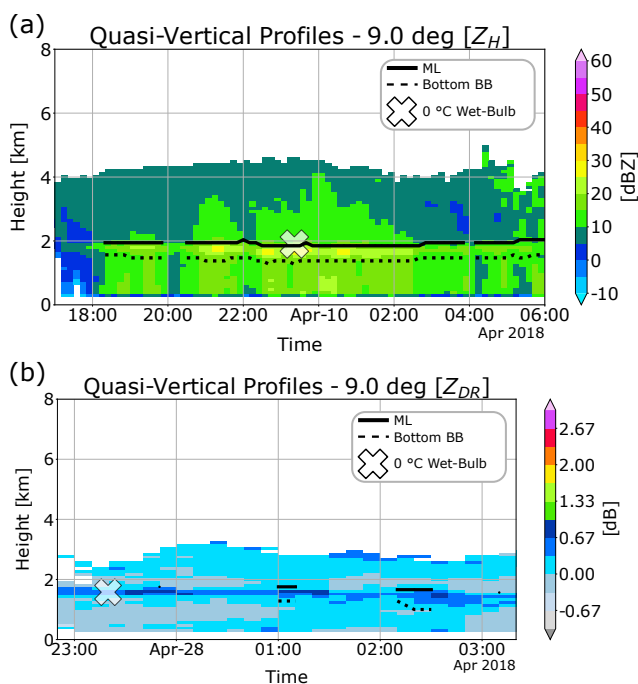 (a)
Quasi-Vertical Profiles - 9.0 deg [Z_H]
ML
Bottom BB
0 °C Wet-Bulb
Height [km]
8
6
4
2
0
18:00 20:00 22:00 Apr-10 02:00 04:00 06:00
Apr 2018
Time
60
50
40
30
20
10
0
-10
[dBZ]
(b)
Quasi-Vertical Profiles - 9.0 deg [Z_DR]
ML
Bottom BB
0 °C Wet-Bulb
Height [km]
8
6
4
2
0
23:00 Apr-28 01:00 02:00 03:00
Apr 2018
Time
2.67
2.00
1.33
0.67
0.00
-0.67
[dB]